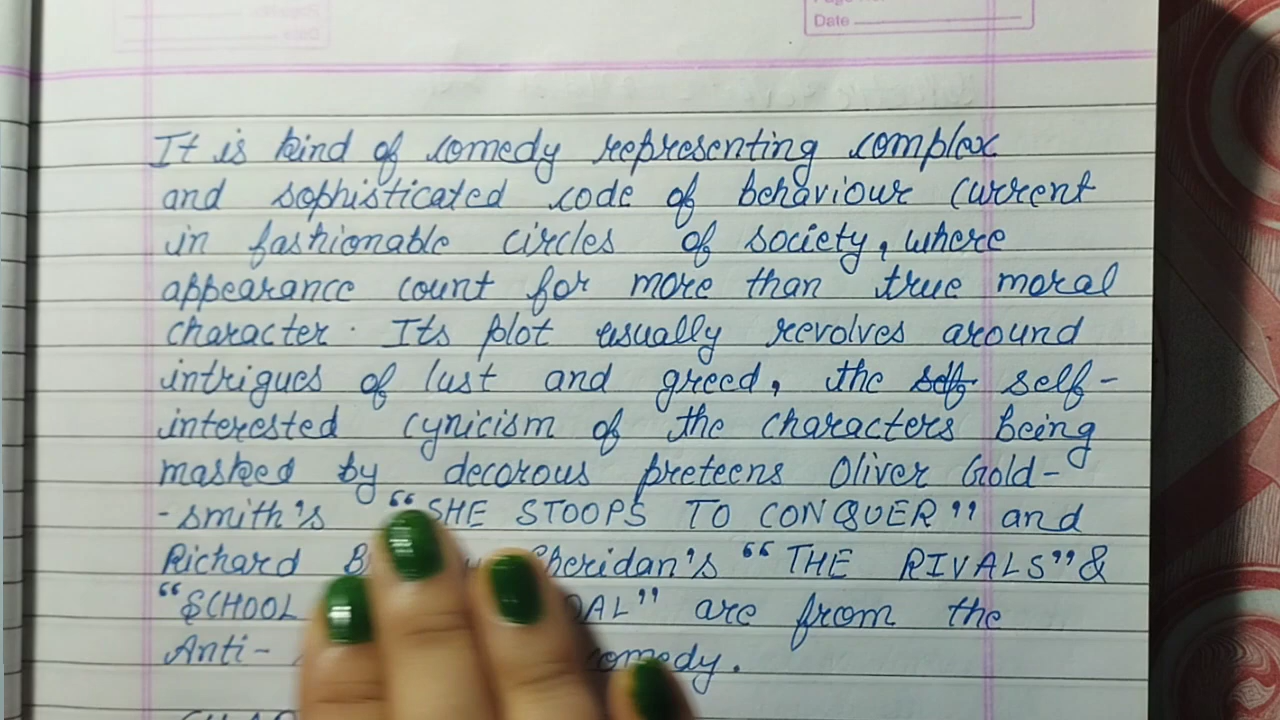 Date
It is kind of comedy representing complex
and sophisticated code of behaviour current
in fashionable circles of society, where
appearance count for more than true moral
character. Its plot usually revolves around
intrigues of lust and greed, the self self-
interested cynicism of the characters being
masked by decorous preteens Oliver Gold-
-smith's "SHE STOOPS TO CONQUER" and
Richard Sheridan's "THE RIVALS" &
"SCHOOL are from the
Anti-